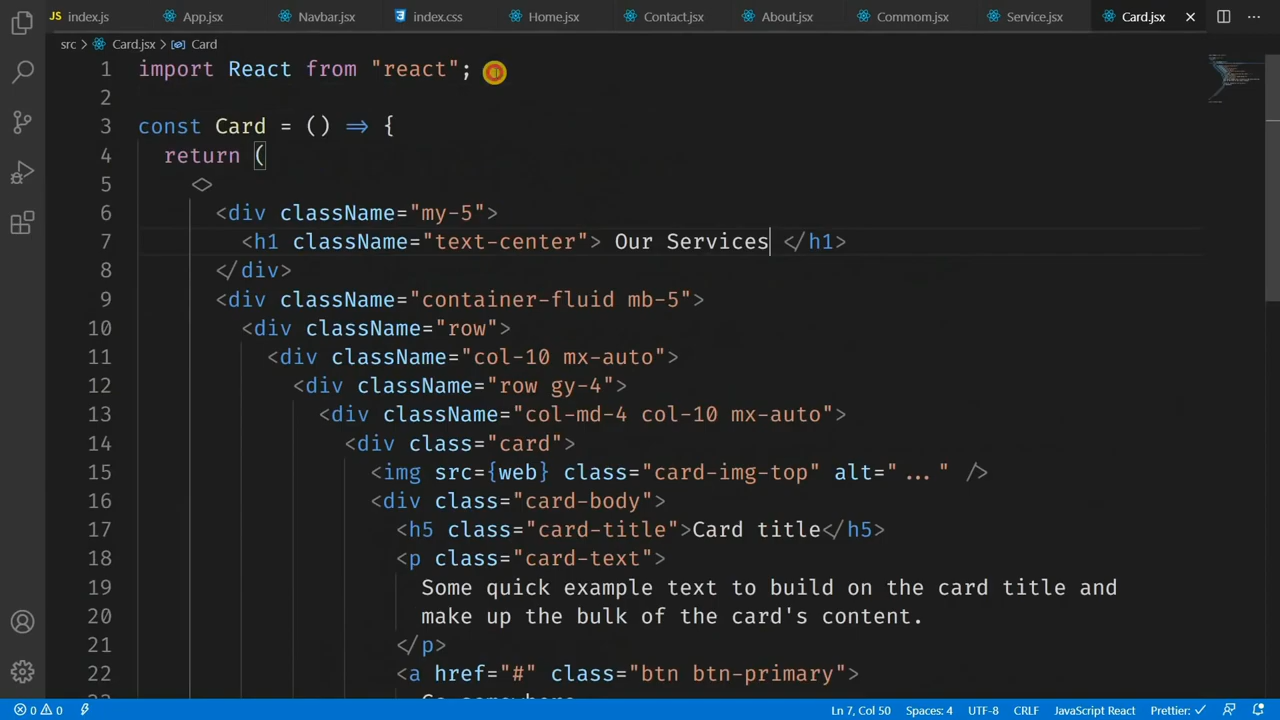 index.js App.jsx Navbar.jsx index.css Home.jsx Contact.jsx About.jsx Commom.jsx Service.jsx Card.jsx
src > Card.jsx > Card
1 import React from "react";
2
3 const Card = () => {
4 return (
5 <>
6 <div className="my-5">
7 <h1 className="text-center"> Our Services </h1>
8 </div>
9 <div className="container-fluid mb-5">
10 <div className="row">
11 <div className="col-10 mx-auto">
12 <div className="row gy-4">
13 <div className="col-md-4 col-10 mx-auto">
14 <div class="card">
15 <img src={web} class="card-img-top" alt="..." />
16 <div class="card-body">
17 <h5 class="card-title">Card title</h5>
18 <p class="card-text">
19 Some quick example text to build on the card title and
20 make up the bulk of the card's content.
21 </p>
22 <a href="#" class="btn btn-primary">
0 0 Ln 7, Col 50 Spaces: 4 UTF-8 CRLF JavaScript React Prettier: ✓